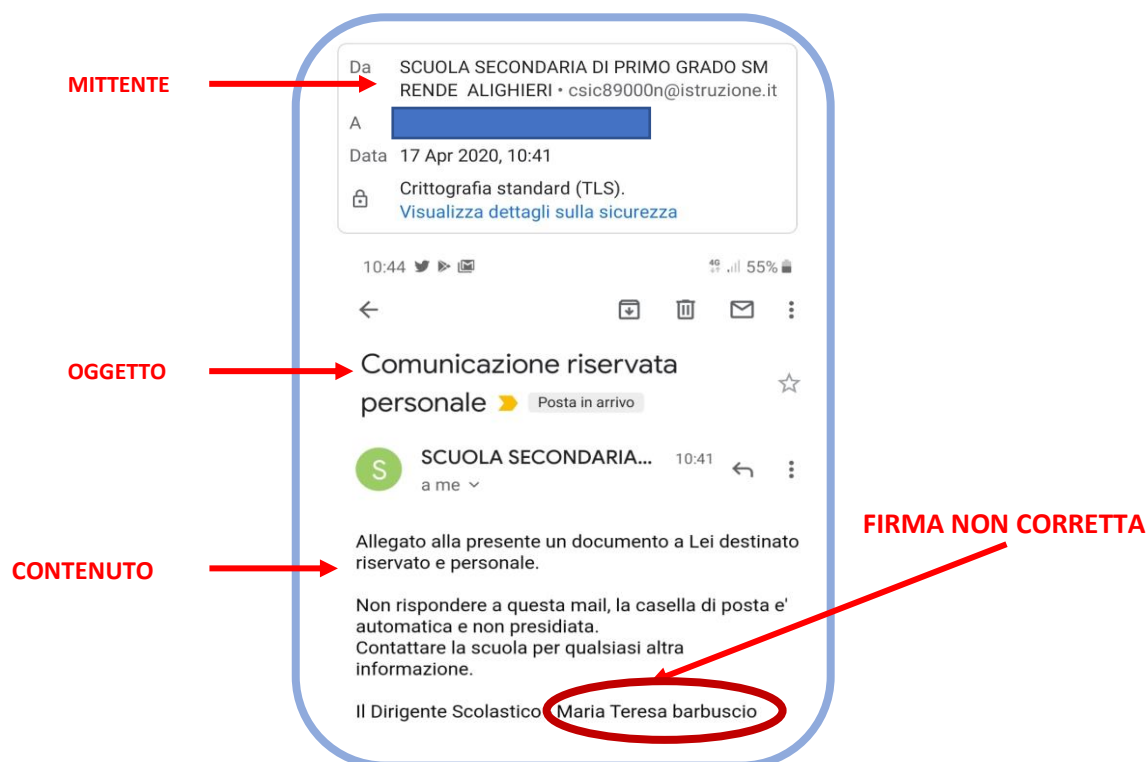 MITTENTE
Da SCUOLA SECONDARIA DI PRIMO GRADO SM
RENDE ALIGHIERI • csic89000n@istruzione.it
A
Data 17 Apr 2020, 10:41
Crittografia standard (TLS).
Visualizza dettagli sulla sicurezza
10:44 4G 55%
OGGETTO
Comunicazione riservata
personale Posta in arrivo
S SCUOLA SECONDARIA... 10:41
a me
FIRMA NON CORRETTA
CONTENUTO
Allegato alla presente un documento a Lei destinato
riservato e personale.
Non rispondere a questa mail, la casella di posta e'
automatica e non presidiata.
Contattare la scuola per qualsiasi altra
informazione.
Il Dirigente Scolastico Maria Teresa barbuscio